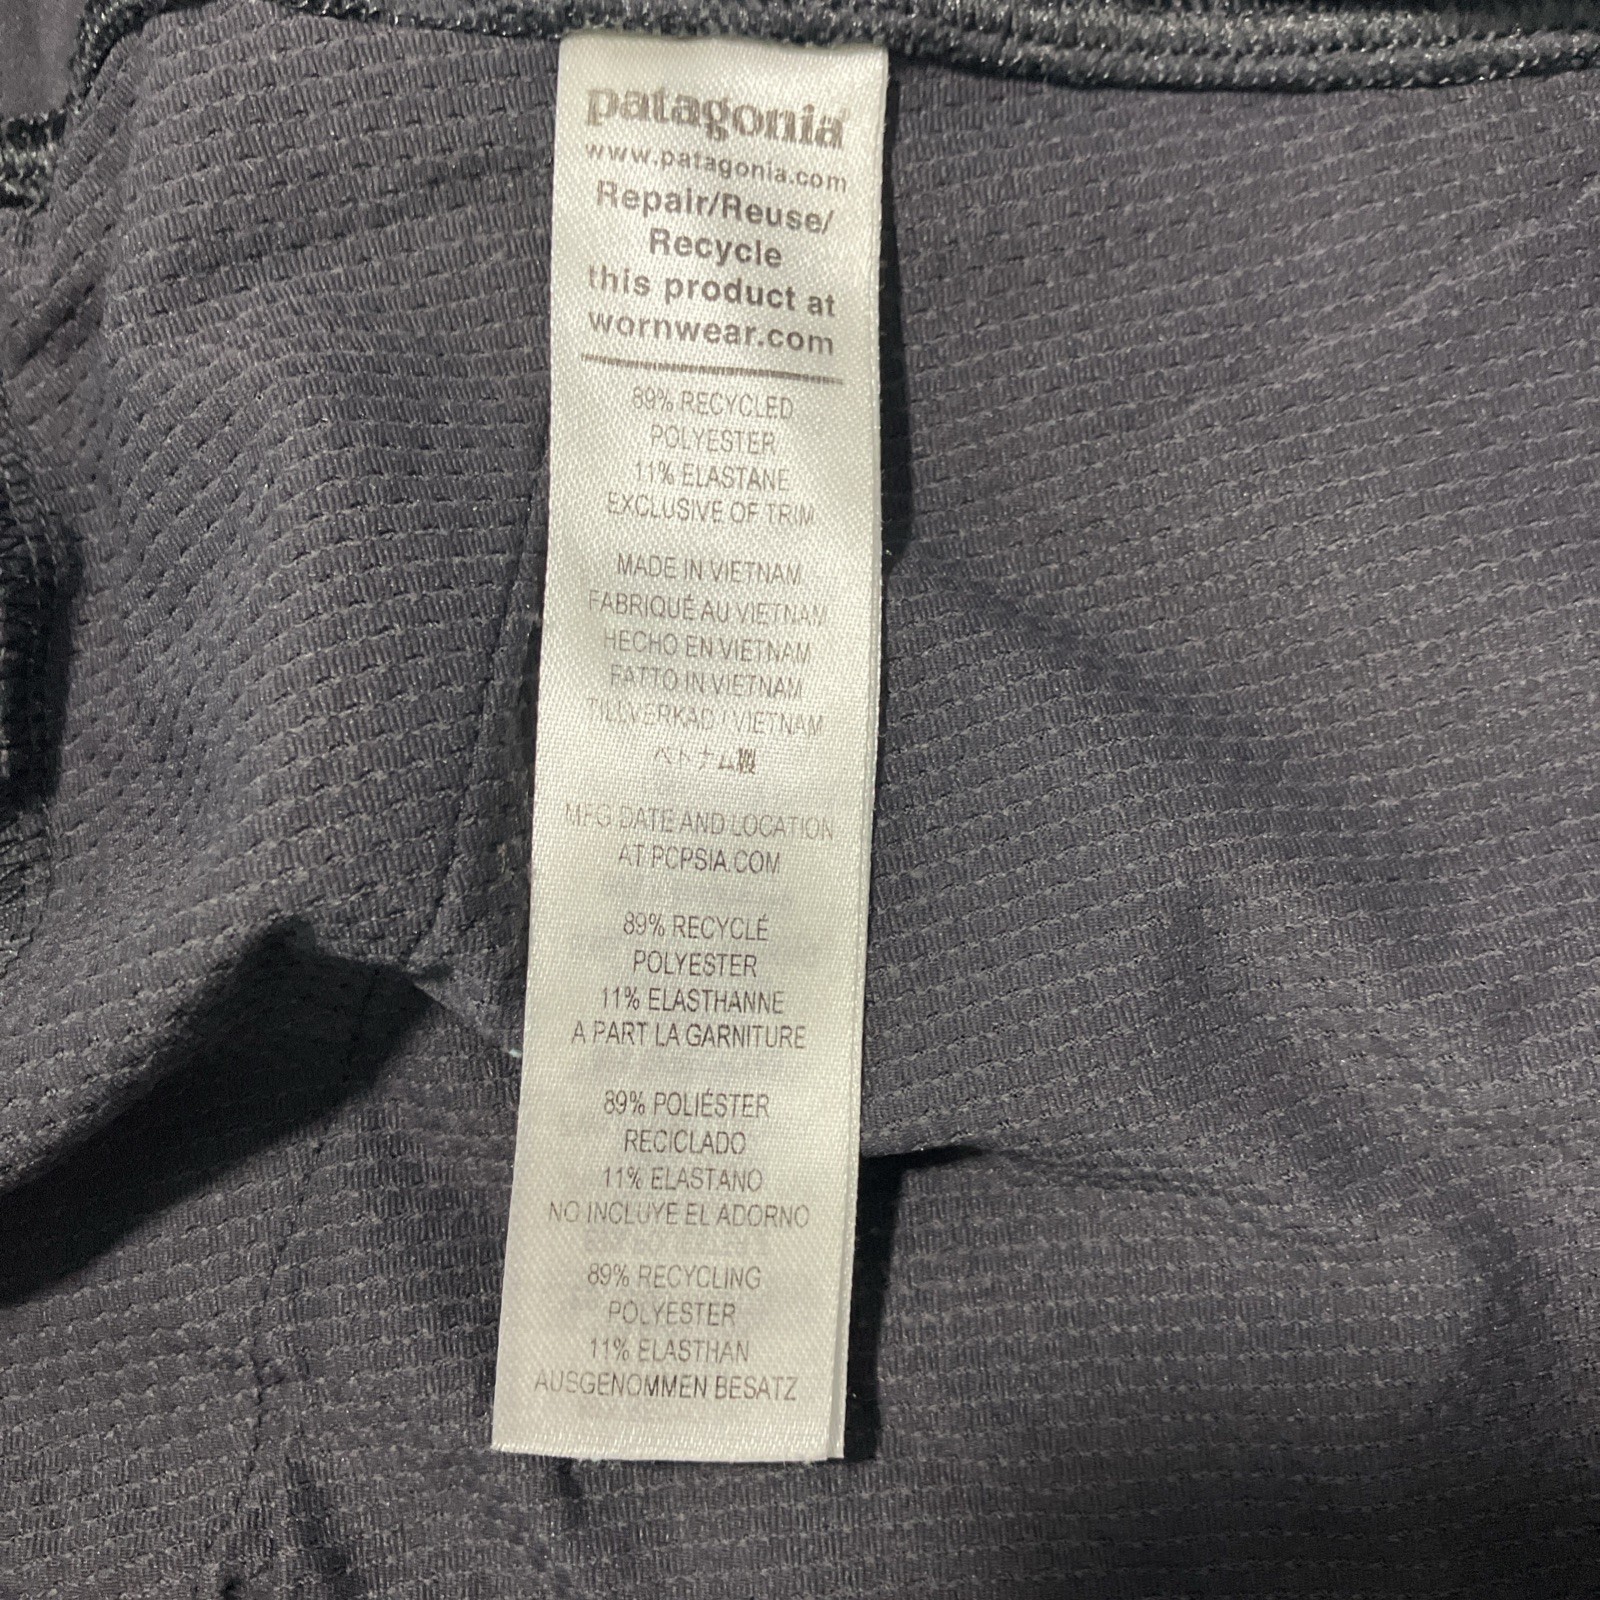 patagonia
www.patagonia.com
Repair/Reuse/
Recycle
this product at
wornwear.com
89% RECYCLED
POLYESTER
11% ELASTANE
EXCLUSIVE OF TRIM
MADE IN VIETNAM
FABRIQUÉ AU VIETNAM
HECHO EN VIETNAM
FATTO IN VIETNAM
TILLVERKAD I VIETNAM
ベトナム製
MFG DATE AND LOCATION
AT PCPSIA.COM
89% RECYCLÉ
POLYESTER
11% ELASTHANNE
A PART LA GARNITURE
89% POLIÉSTER
RECICLADO
11% ELASTANO
NO INCLUYE EL ADORNO
89% RECYCLING
POLYESTER
11% ELASTHAN
AUSGENOMMEN BESATZ